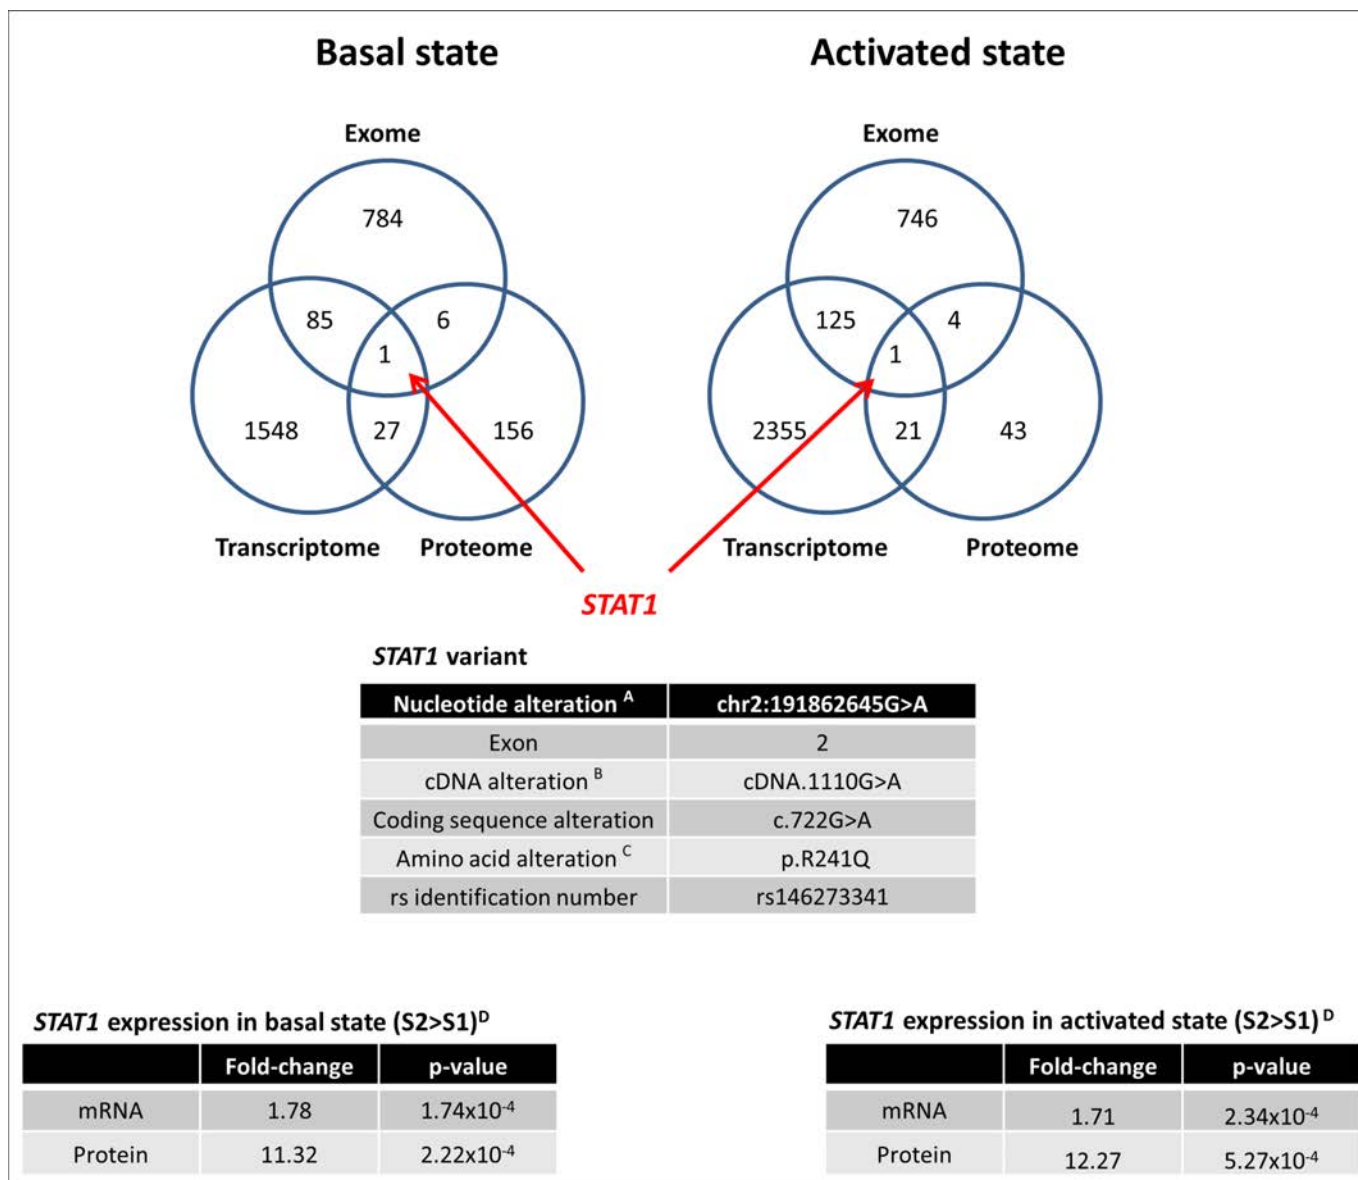 Basal state
Activated state
Exome
Exome
784
746
85
6
125
4
1
1
1548
27
156
2355
21
43
Transcriptome
Proteome
Transcriptome
Proteome
STAT1
STAT1 variant
Nucleotide alteration A chr2:191862645G>A
Exon 2
cDNA alteration B cDNA.1110G>A
Coding sequence alteration c.722G>A
Amino acid alteration C p.R241Q
rs identification number rs146273341
STAT1 expression in basal state (S2>S1)D
Fold-change p-value
mRNA 1.78 1.74x10-4
Protein 11.32 2.22x10-4
STAT1 expression in activated state (S2>S1) D
Fold-change p-value
mRNA 1.71 2.34x10-4
Protein 12.27 5.27x10-4